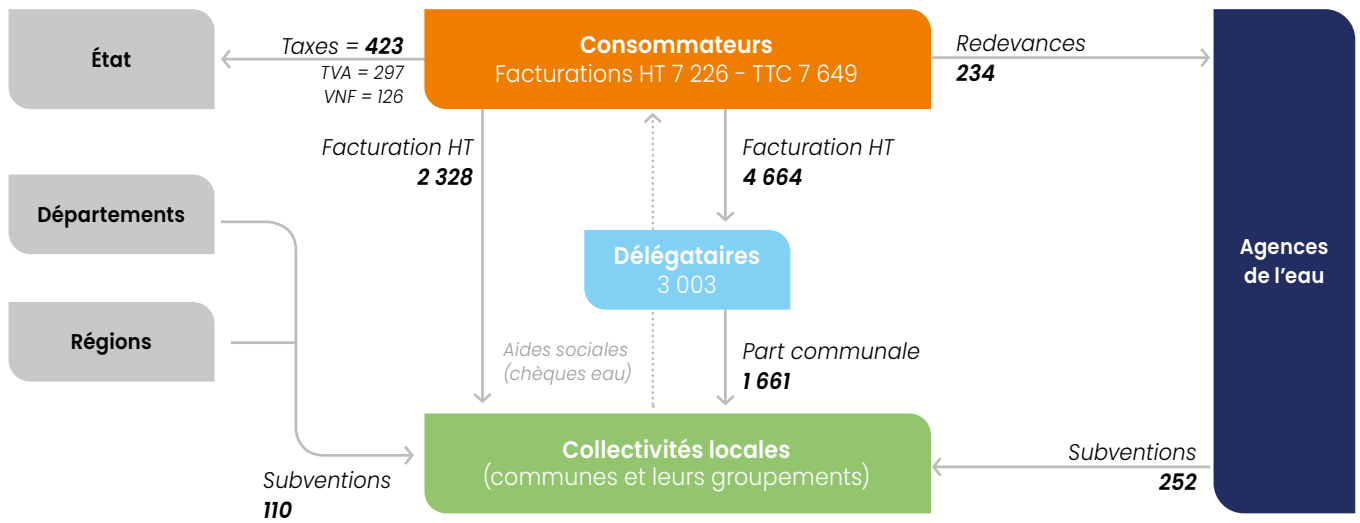 État
Taxes = 423
TVA = 297
VNF = 126
Consommateurs
Facturations HT 7 226 - TTC 7 649
Redevances
234
Facturation HT
2 328
Facturation HT
4 664
Départements
Délégataires
3 003
Agences
de l'eau
Régions
Aides sociales
(chèques eau)
Part communale
1 661
Collectivités locales
(communes et leurs groupements)
Subventions
110
Subventions
252